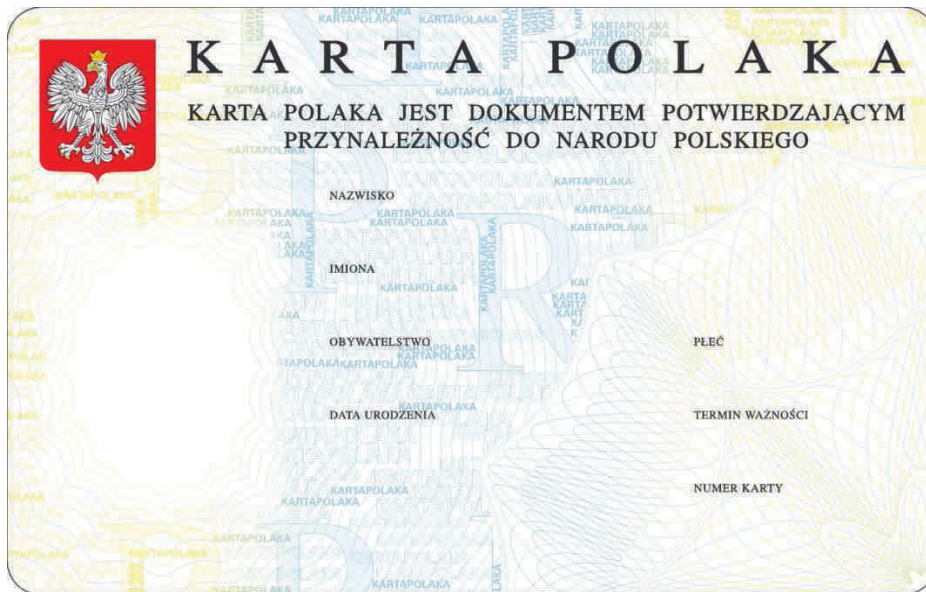 KARTA POLAKA
KARTA POLAKA JEST DOKUMENTEM POTWIERDZAJĄCYM
PRZYNALEŻNOŚĆ DO NARODU POLSKIEGO
NAZWISKO
IMIONA
OBYWATELSTWO
PŁEĆ
DATA URODZENIA
TERMIN WAŻNOŚCI
NUMER KARTY